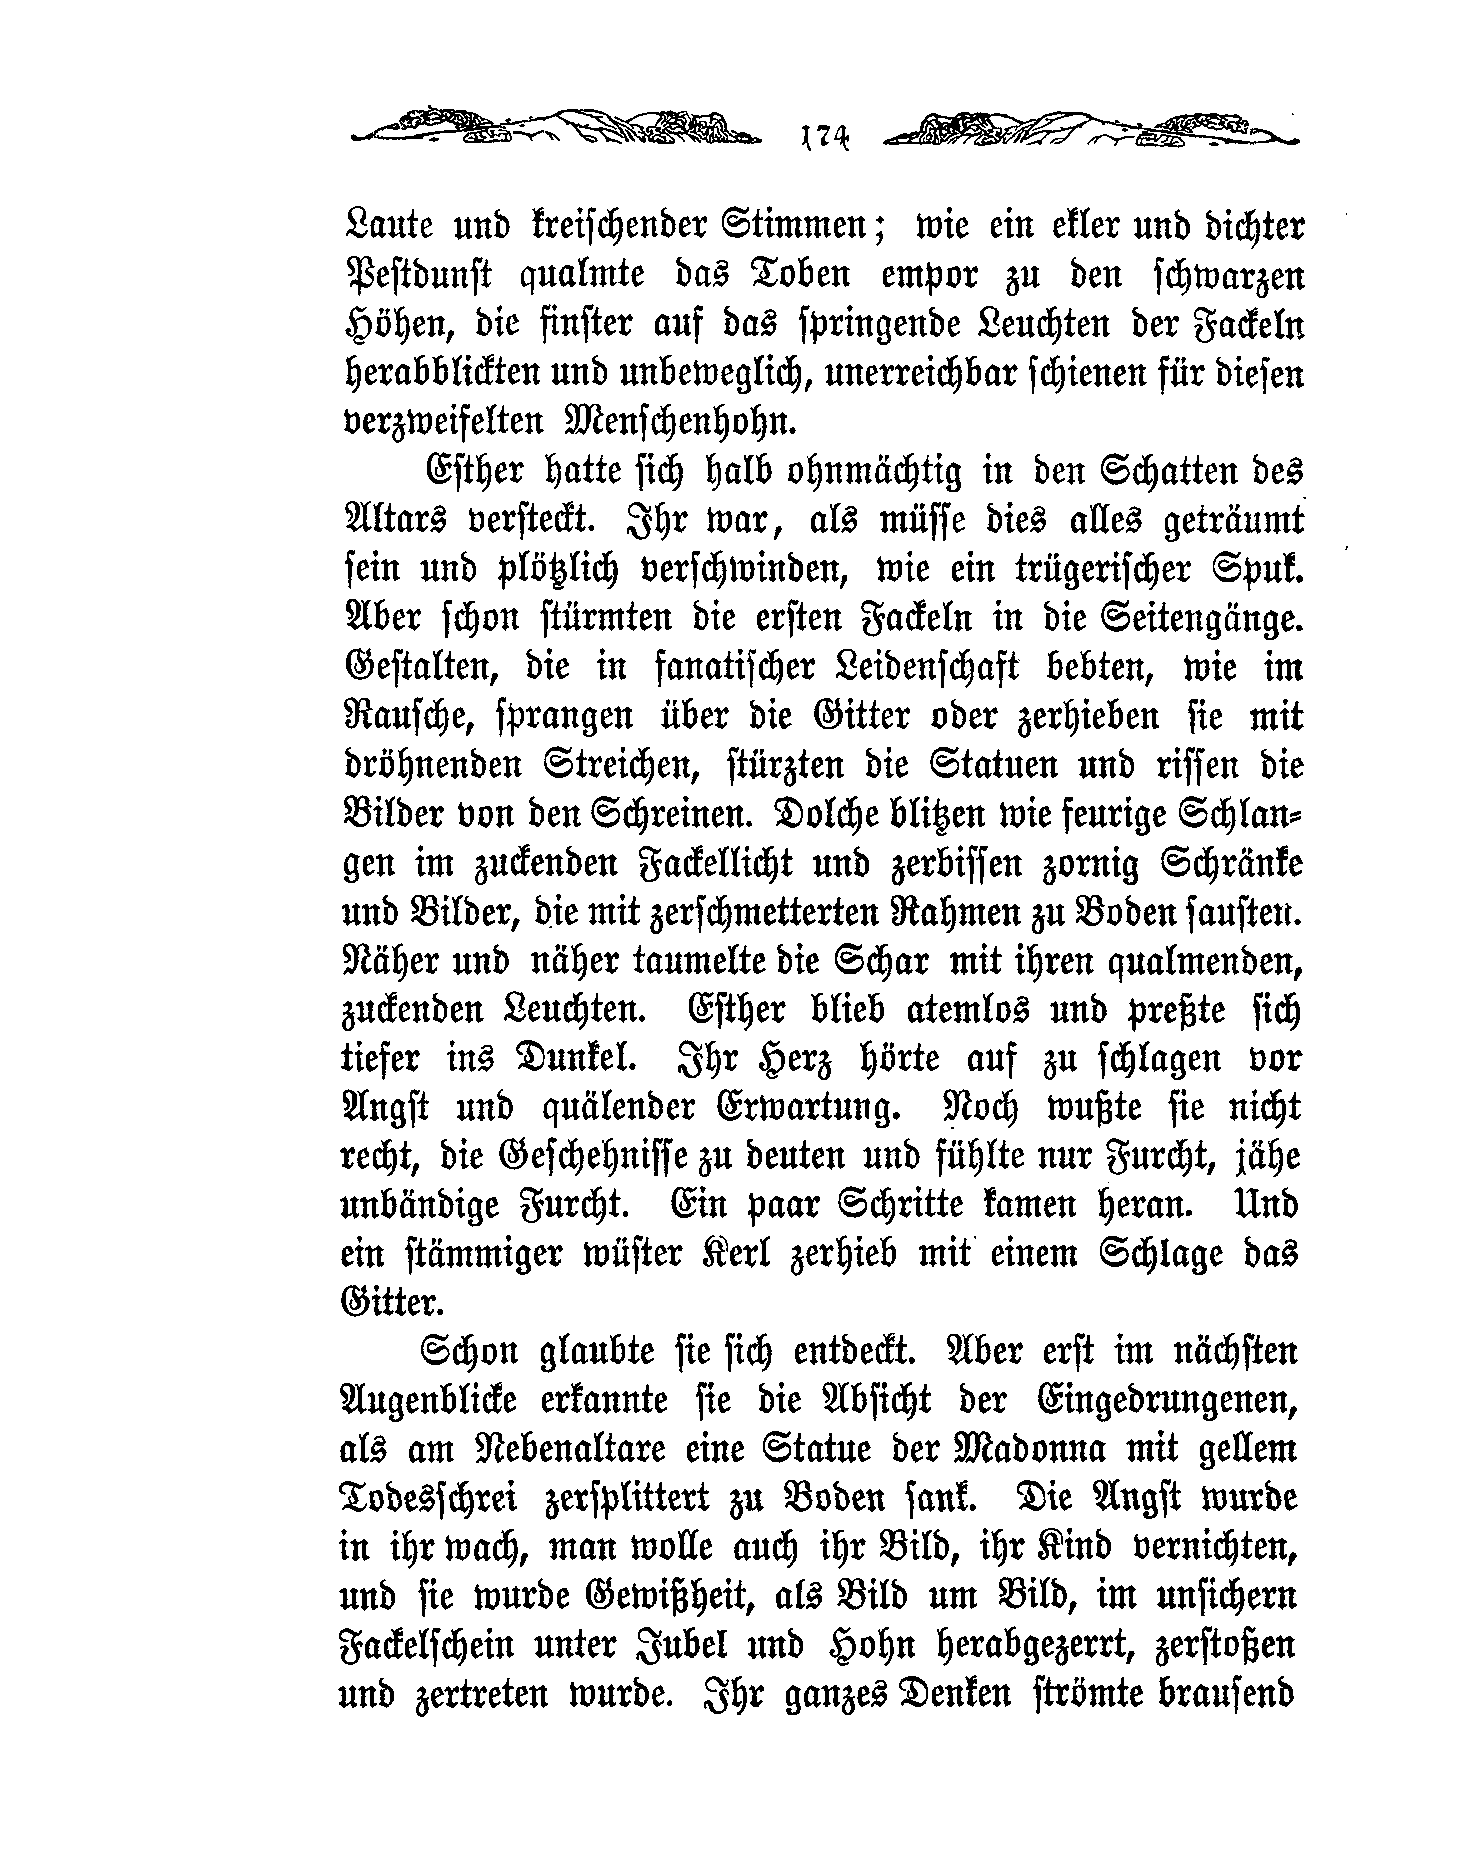 174
Laute und kreiſchender Stimmen; wie ein ekler und dichter
Peſtdunſt qualmte das Toben empor zu den ſchwarzen
Höhen, die finſter auf das ſpringende Leuchten der Fackeln
herabblickten und unbeweglich, unerreichbar ſchienen für dieſen
verzweifelten Menſchenhohn.
Eſther hatte ſich halb ohnmächtig in den Schatten des
Altars verſteckt. Ihr war, als müſſe dies alles geträumt
ſein und plötzlich verſchwinden, wie ein trügeriſcher Spuk.
Aber ſchon ſtürmten die erſten Fackeln in die Seitengänge.
Geſtalten, die in fanatiſcher Leidenſchaft bebten, wie im
Rauſche, ſprangen über die Gitter oder zerhieben ſie mit
dröhnenden Streichen, ſtürzten die Statuen und riſſen die
Bilder von den Schreinen. Dolche blitzen wie feurige Schlan⸗
gen im zuckenden Fackellicht und zerbiſſen zornig Schränke
und Bilder, die mit zerſchmetterten Rahmen zu Boden ſauſten.
Näher und näher taumelte die Schar mit ihren qualmenden,
zuckenden Leuchten. Eſther blieb atemlos und preßte ſich
tiefer ins Dunkel. Ihr Herz hörte auf zu ſchlagen vor
Angſt und quälender Erwartung. Noch wußte ſie nicht
recht, die Geſchehniſſe zu deuten und fühlte nur Furcht, jähe
unbändige Furcht. Ein paar Schritte kamen heran. Und
ein ſtämmiger wüſter Kerl zerhieb mit einem Schlage das
Gitter.
Schon glaubte ſie ſich entdeckt. Aber erſt im nächſten
Augenblicke erkannte ſie die Abſicht der Eingedrungenen,
als am Nebenaltare eine Statue der Madonna mit gellem
Todesſchrei zerſplittert zu Boden ſank. Die Angſt wurde
in ihr wach, man wolle auch ihr Bild, ihr Kind vernichten,
und ſie wurde Gewißheit, als Bild um Bild, im unſichern
Fackelſchein unter Jubel und Hohn herabgezerrt, zerſtoßen
und zertreten wurde. Ihr ganzes Denken ſtrömte brauſend